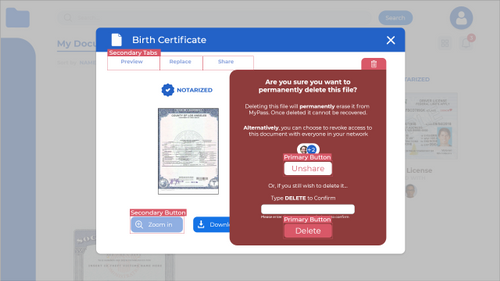 Search
My Docu
Birth Certificate
Secondary Tabs
Preview
Replace
Share
NOTARIZED
Are you sure you want to
permanently delete this file?
Deleting this file will permanently erase it from
MyPass. Once deleted it cannot be recovered.
Alternatively, you can choose to revoke access to
this document with everyone in your network
+2
Primary Button
Unshare
Or, if you still wish to delete it...
Type DELETE to Confirm
Primary Button
Delete
Secondary Button
Zoom in
Downlo
OTARIZED
License